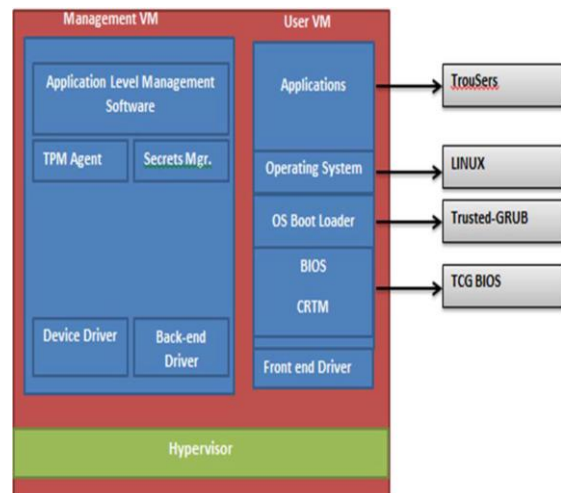 Management VM
User VM
Application Level Management
Software
TPM Agent
Secrets Mgr.
Device Driver
Back-end
Driver
Applications
Operating System
OS Boot Loader
BIOS
CRTM
Front end Driver
TrouSers
LINUX
Trusted-GRUB
TCG BIOS
Hypervisor